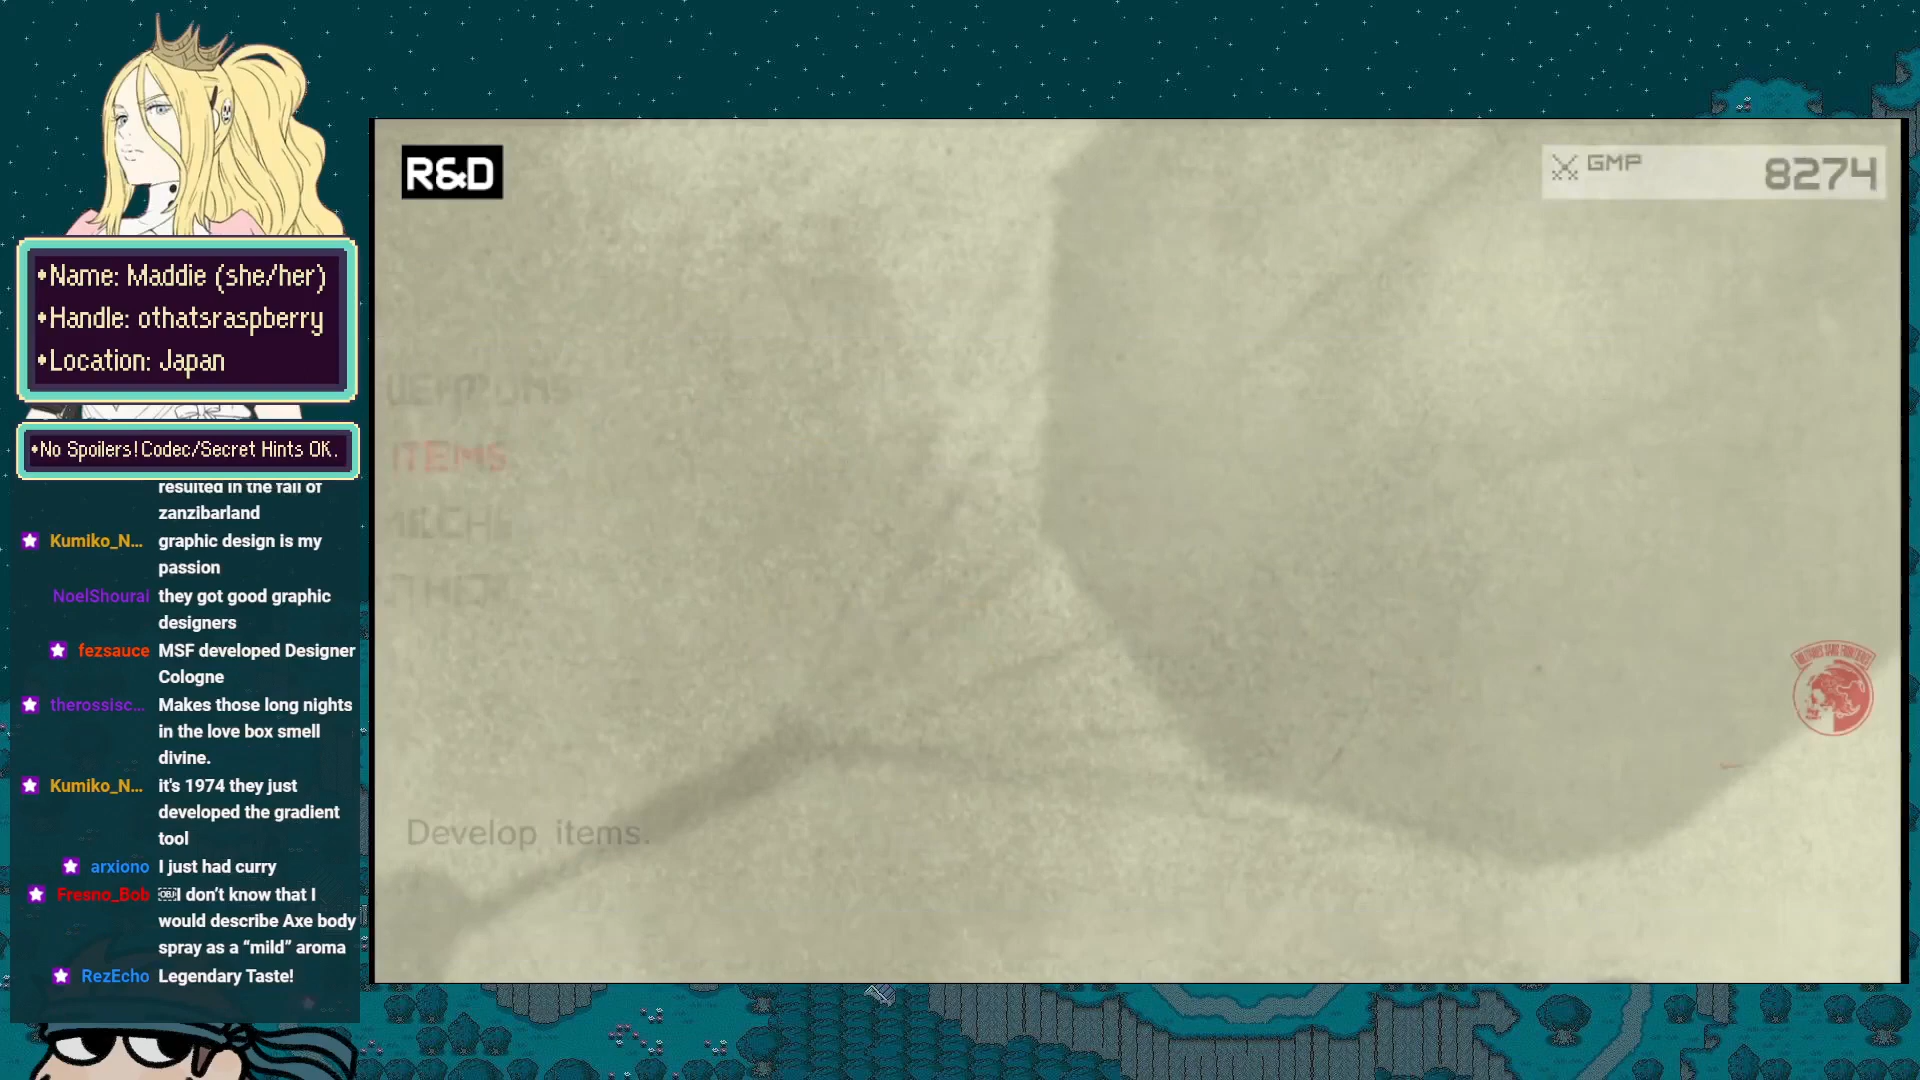 •Name: Maddie (she/her)
•Handle: othatsraspberry
•Location: Japan
•No Spoilers!Codec/Secret Hints OK.
resulted in the fall of
zanzibarland
Kumiko_N... graphic design is my
passion
NoelShourai they got good graphic
designers
fezsauce MSF developed Designer
Cologne
therossisc... Makes those long nights
in the love box smell
divine.
Kumiko_N... it's 1974 they just
developed the gradient
tool
arxiono I just had curry
Fresno_Bob I don’t know that I
would describe Axe body
spray as a “mild” aroma
RezEcho Legendary Taste!
R&D
GMP 8274
WEAPONS
ITEMS
Develop items.
MILITAIRES SANS FRONTIERES